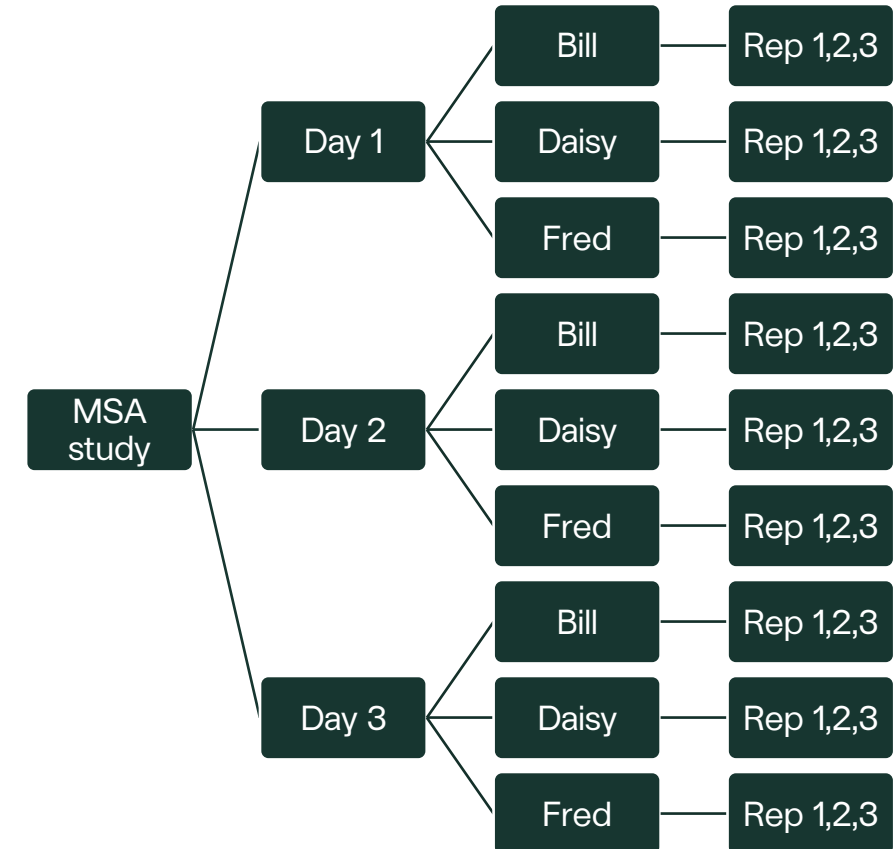 MSA
study
Day 1
Bill
Rep 1,2,3
Daisy
Rep 1,2,3
Fred
Rep 1,2,3
Day 2
Bill
Rep 1,2,3
Daisy
Rep 1,2,3
Fred
Rep 1,2,3
Day 3
Bill
Rep 1,2,3
Daisy
Rep 1,2,3
Fred
Rep 1,2,3